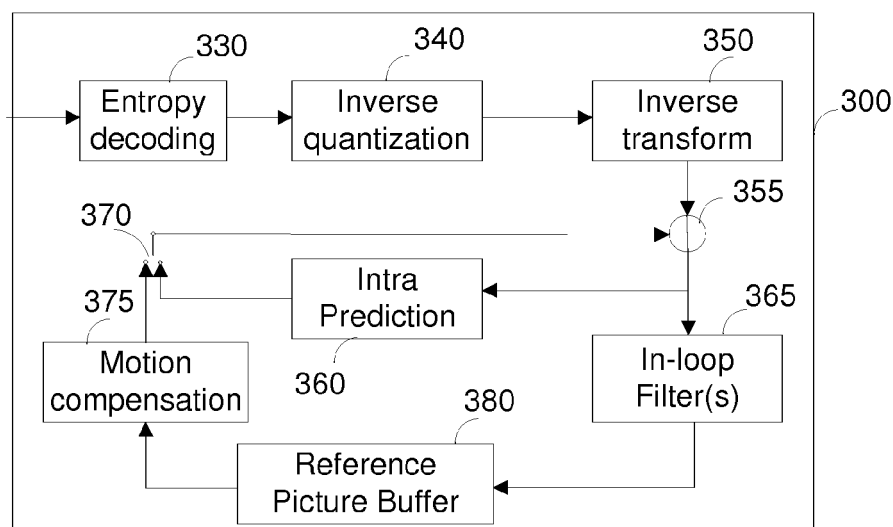 330
340
350
Entropy
decoding
Inverse
quantization
Inverse
transform
300
355
370
Intra
Prediction
365
375
Motion
compensation
360
In-loop
Filter(s)
380
Reference
Picture Buffer